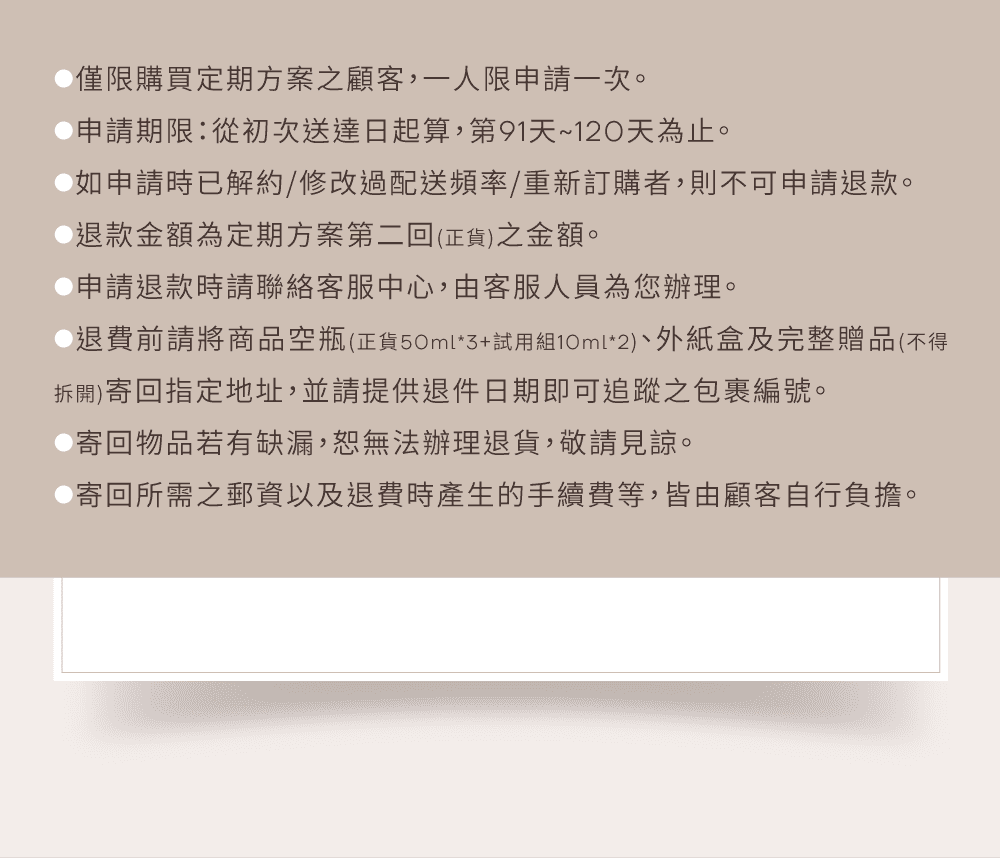 ●僅限購買定期方案之顧客，一人限申請一次。
●申請期限：從初次送達日起算，第91天~120天為止。
●如申請時已解約/修改過配送頻率/重新訂購者，則不可申請退款。
●退款金額為定期方案第二回(正貨)之金額。
●申請退款時請聯絡客服中心，由客服人員為您辦理。
●退費前請將商品空瓶(正貨50ml*3+試用組10ml*2)、外紙盒及完整贈品(不得
拆開)寄回指定地址，並請提供退件日期即可追蹤之包裹編號。
●寄回物品若有缺漏，恕無法辦理退貨，敬請見諒。
●寄回所需之郵資以及退費時產生的手續費等，皆由顧客自行負擔。